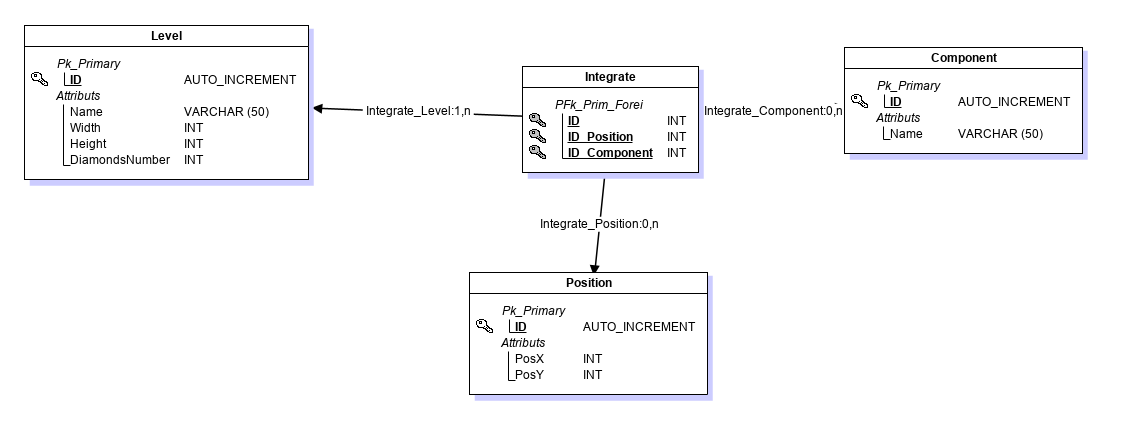 Level
Pk_Primary
ID AUTO_INCREMENT
Attributs
Name VARCHAR (50)
Width INT
Height INT
DiamondsNumber INT
Integrate_Level:1,n
Integrate
PFk_Prim_Forei
ID INT
ID_Position INT
ID_Component INT
Integrate_Component:0,n
Component
Pk_Primary
ID AUTO_INCREMENT
Attributs
Name VARCHAR (50)
Integrate_Position:0,n
Position
Pk_Primary
ID AUTO_INCREMENT
Attributs
PosX INT
PosY INT